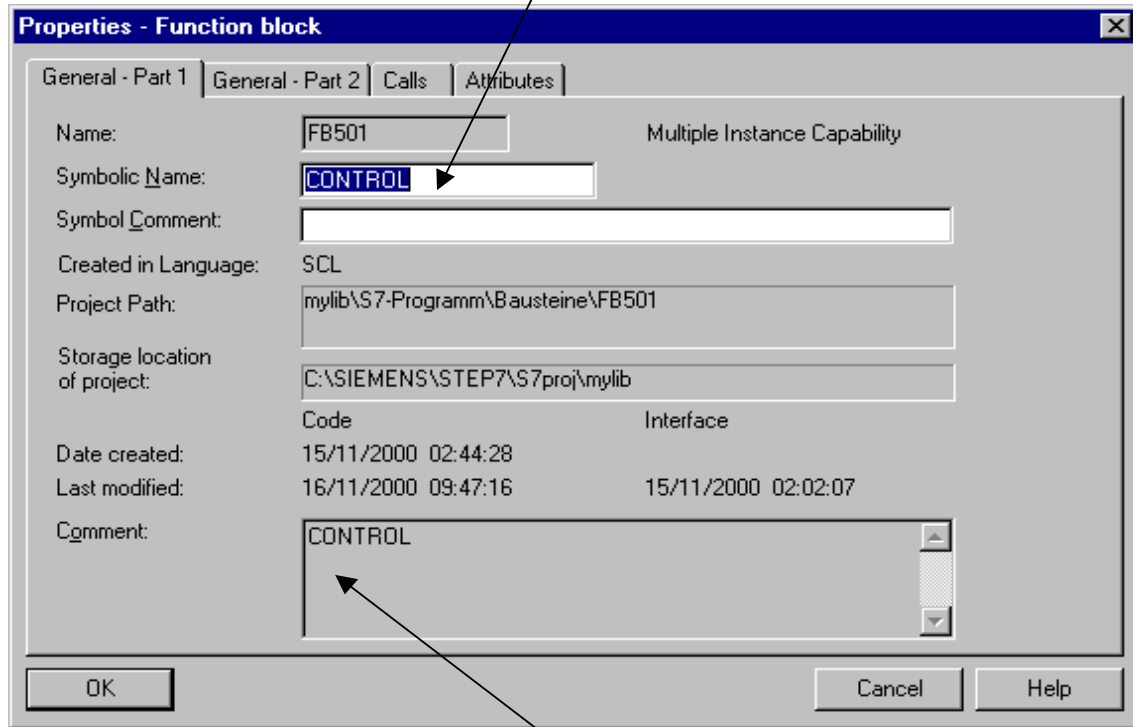 Properties - Function block
General - Part 1 General - Part 2 Calls Attributes
Name: FB501 Multiple Instance Capability
Symbolic Name: CONTROL
Symbol Comment:
Created in Language: SCL
Project Path: mylib\S7-Programm\Bausteine\FB501
Storage location
of project: C:\SIEMENS\STEP7\S7proj\mylib
Code Interface
Date created: 15/11/2000 02:44:28
Last modified: 16/11/2000 09:47:16 15/11/2000 02:02:07
Comment: CONTROL
OK Cancel Help